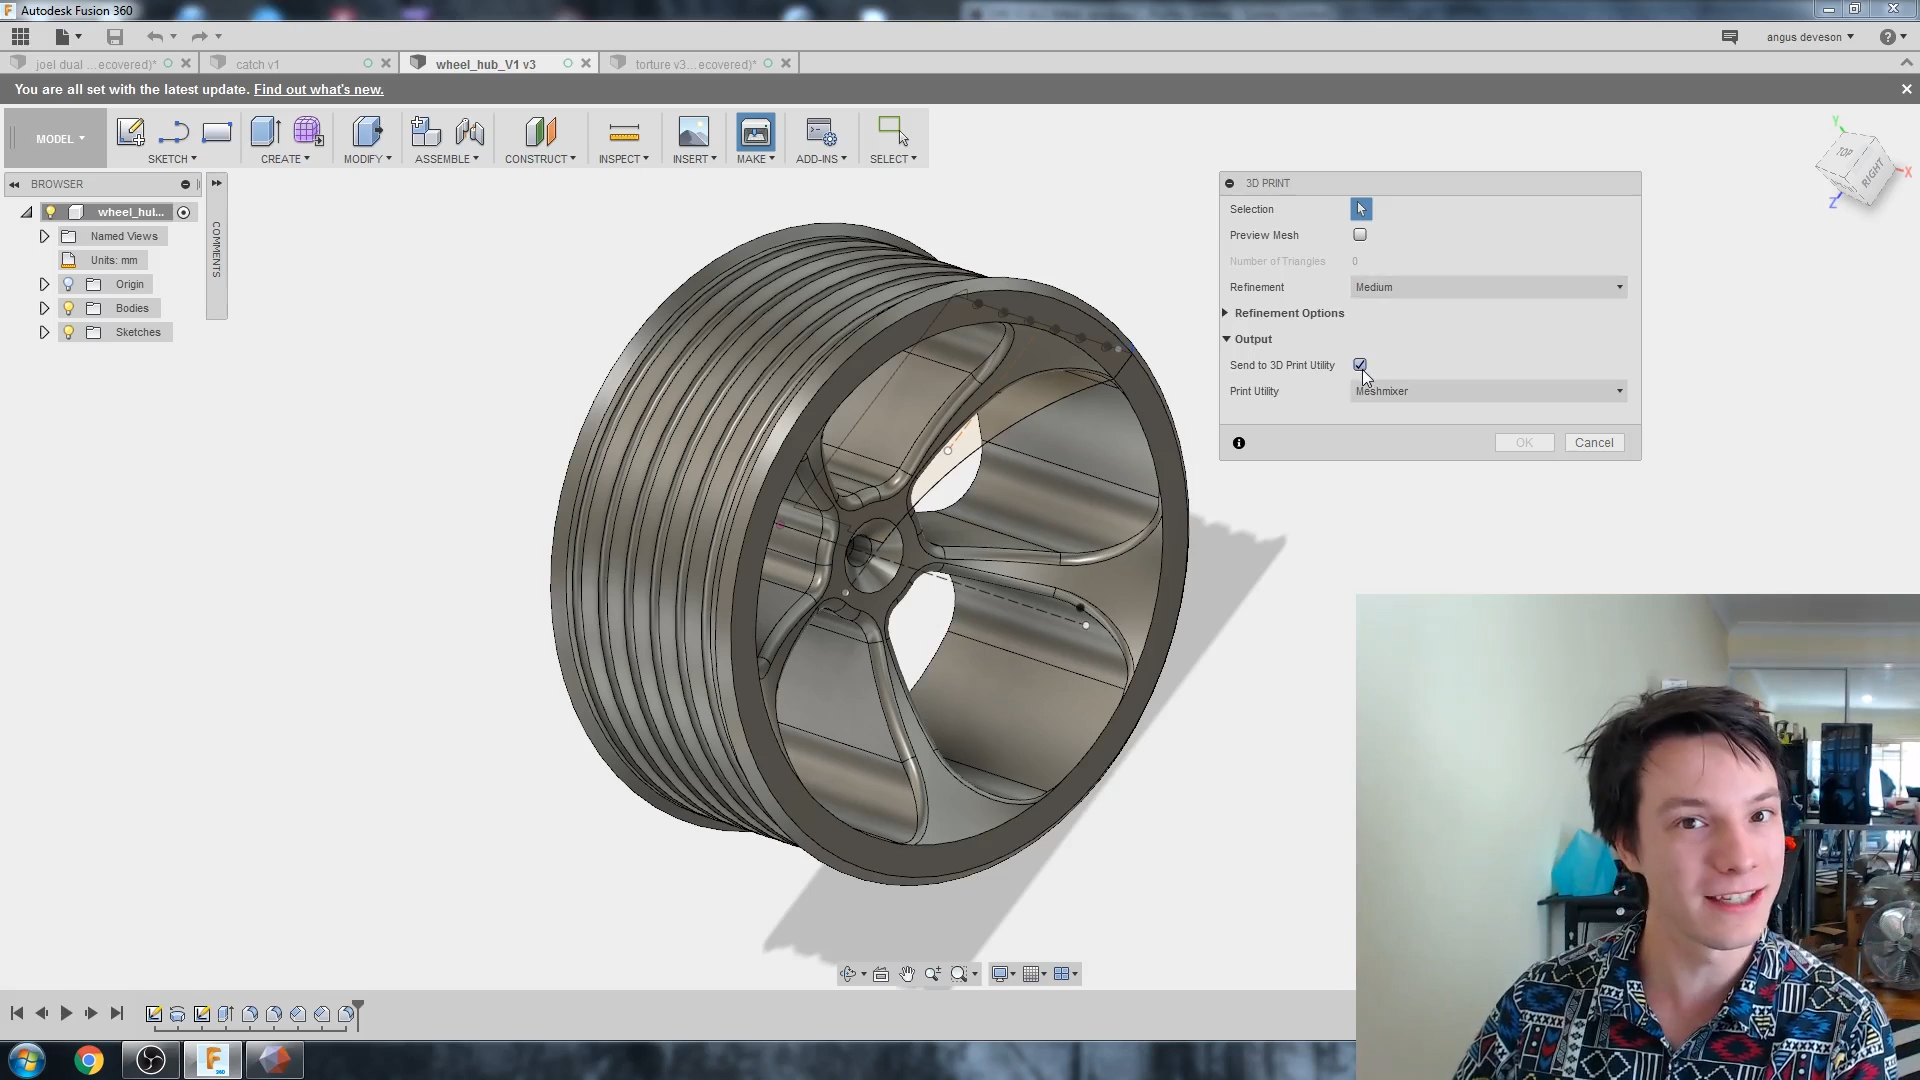 Autodesk Fusion 360
angus deveson
joel dual ...ecovered)*
catch v1
wheel_hub_V1 v3
torture v3...ecovered)*
You are all set with the latest update. Find out what's new.
MODEL
SKETCH
CREATE
MODIFY
ASSEMBLE
CONSTRUCT
INSPECT
INSERT
MAKE
ADD-INS
SELECT
BROWSER
wheel_hul...
Named Views
Units: mm
Origin
Bodies
Sketches
COMMENTS
Y
TOP
RIGHT
X
Z
3D PRINT
Selection
Preview Mesh
Number of Triangles 0
Refinement Medium
Refinement Options
Output
Send to 3D Print Utility
Print Utility Meshmixer
OK Cancel
F
360